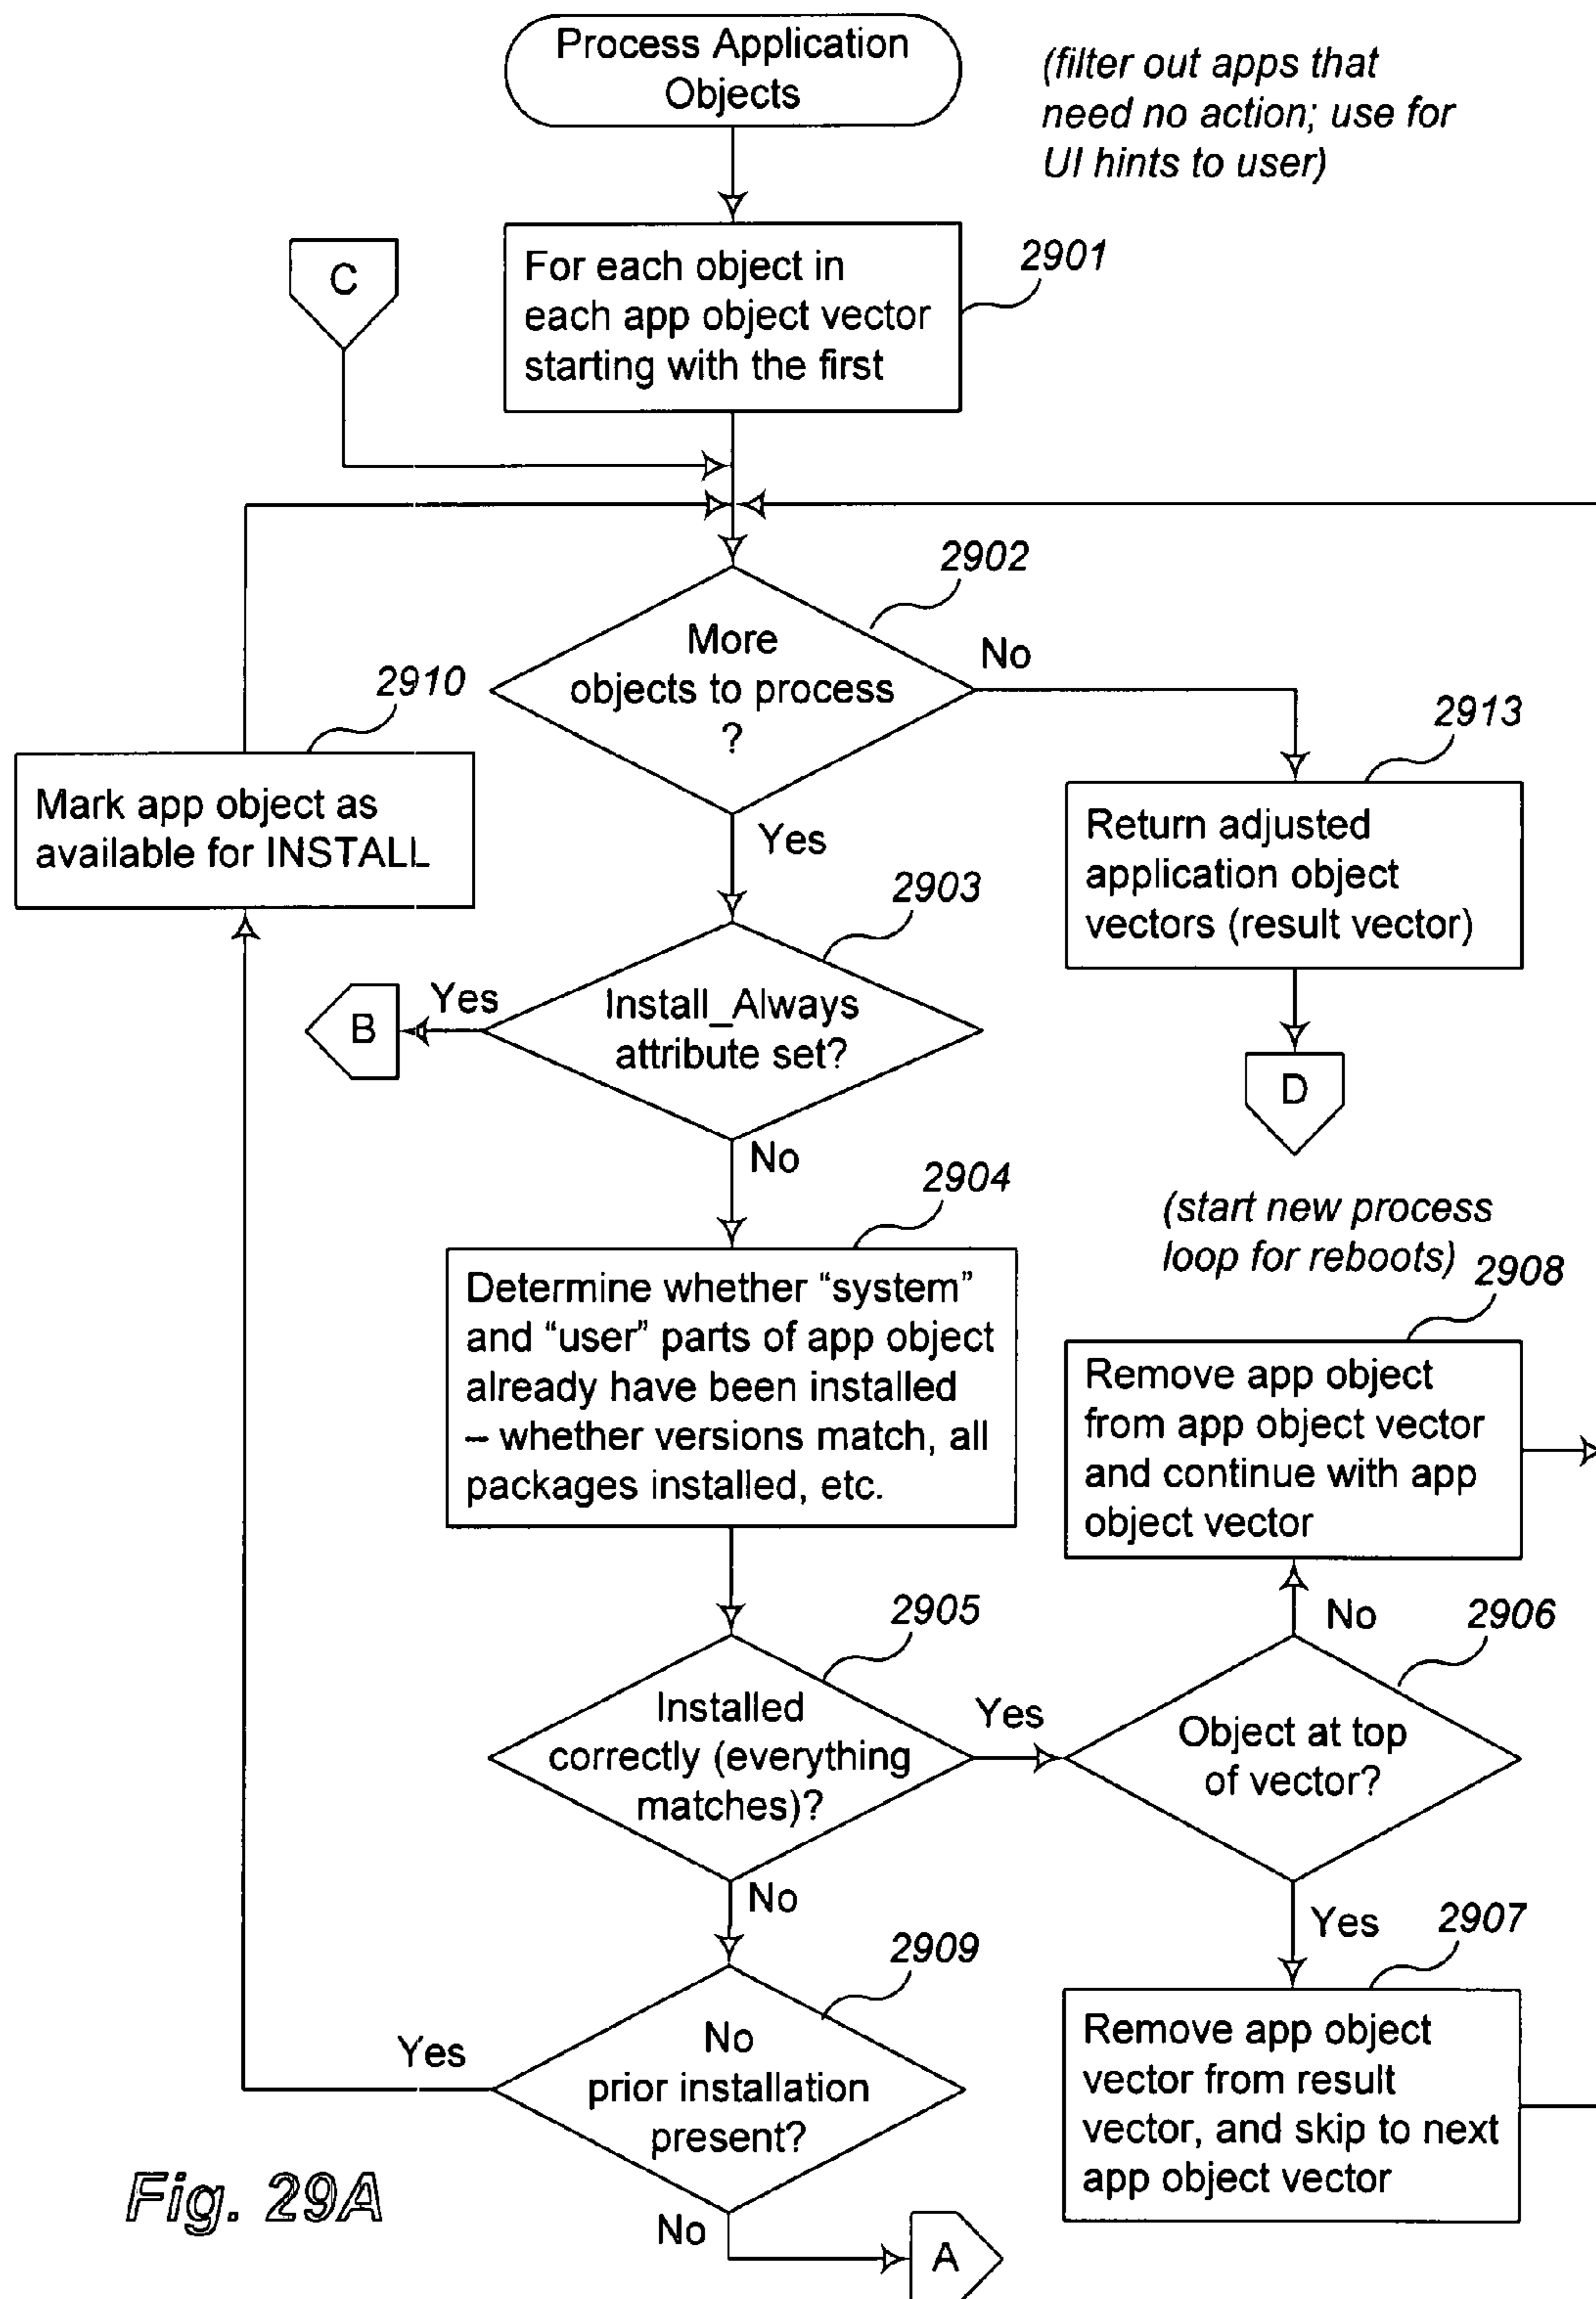 Process Application
Objects
(filter out apps that
need no action; use for
UI hints to user)
C
For each object in
each app object vector
starting with the first
2901
2902
More
objects to process
?
No
2910
Mark app object as
available for INSTALL
2913
Return adjusted
application object
vectors (result vector)
Yes
2903
Install_Always
attribute set?
Yes
B
D
No
(start new process
loop for reboots)
2904
Determine whether “system”
and “user” parts of app object
already have been installed
– whether versions match, all
packages installed, etc.
2908
Remove app object
from app object vector
and continue with app
object vector
2905
Installed
correctly (everything
matches)?
Yes
No
2906
Object at top
of vector?
No
Yes
2907
Remove app object
vector from result
vector, and skip to next
app object vector
2909
No
prior installation
present?
Yes
No
A
Fig. 29A